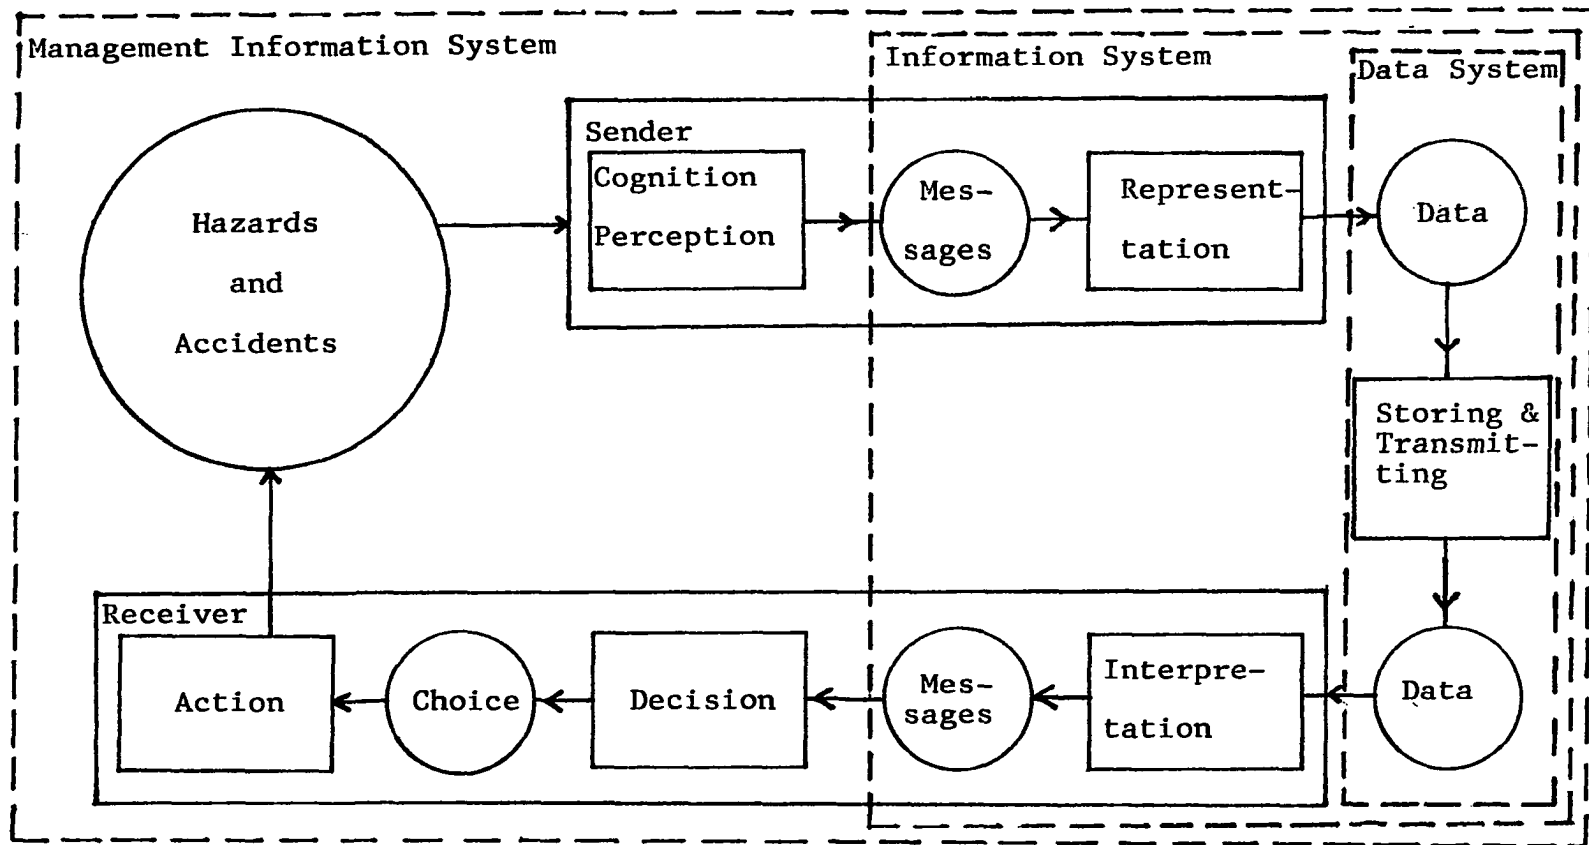 Management Information System
Information System
Data System
Sender
Cognition
Perception
Mes-
sages
Represent-
tation
Data
Hazards
and
Accidents
Storing &
Transmit-
ting
Receiver
Action
Choice
Decision
Mes-
sages
Interpre-
tation
Data